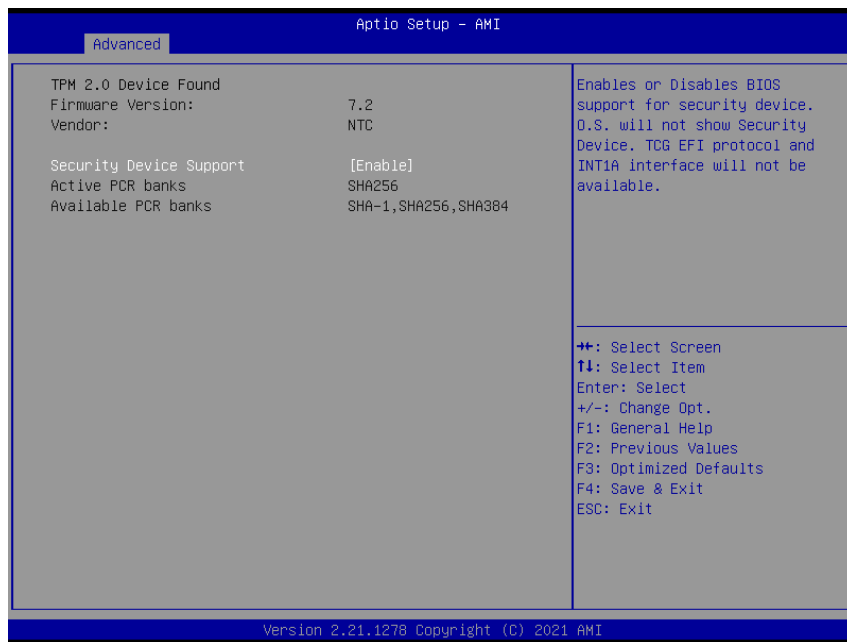 Aptio Setup – AMI
Advanced
TPM 2.0 Device Found
Firmware Version: 7.2
Vendor: NTC
Security Device Support [Enable]
Active PCR banks SHA256
Available PCR banks SHA-1,SHA256,SHA384
Enables or Disables BIOS
support for security device.
O.S. will not show Security
Device. TCG EFI protocol and
INT1A interface will not be
available.
→←: Select Screen
↑↓: Select Item
Enter: Select
+/-: Change Opt.
F1: General Help
F2: Previous Values
F3: Optimized Defaults
F4: Save & Exit
ESC: Exit
Version 2.21.1278 Copyright (C) 2021 AMI